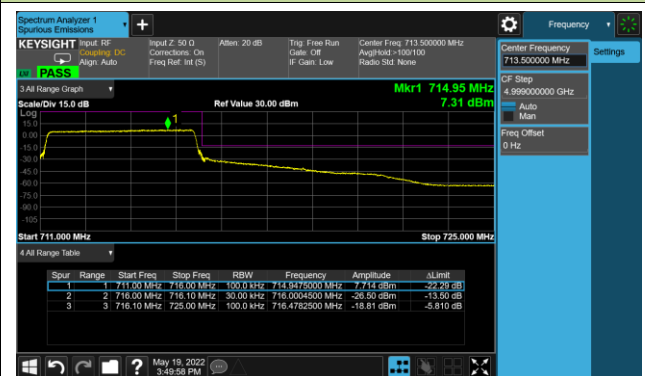 Spectrum Analyzer 1
Spurious Emissions
Frequency
KEYSIGHT Input: RF Input Z: 50 Ω Atten: 20 dB Trig: Free Run Center Freq: 713.500000 MHz
Coupling: DC Corrections: On Gate: Off Avg|Hold:>100/100
Align: Auto Freq Ref: Int (S) IF Gain: Low Radio Std: None
PASS
Center Frequency
713.500000 MHz
Settings
CF Step
4.999000000 GHz
Auto
Man
Freq Offset
0 Hz
3 All Range Graph
Mkr1 714.95 MHz
Scale/Div 15.0 dB Ref Value 30.00 dBm 7.31 dBm
Log
15.0
0.00
-15.0
-30.0
-45.0
-60.0
-75.0
-90.0
-105
1
Start 711.000 MHz Stop 725.000 MHz
4 All Range Table
Spur Range Start Freq Stop Freq RBW Frequency Amplitude ΔLimit
1 1 711.00 MHz 716.00 MHz 100.0 kHz 714.9475000 MHz 7.714 dBm -22.29 dB
2 2 716.00 MHz 716.10 MHz 30.00 kHz 716.0004500 MHz -26.50 dBm -13.50 dB
3 3 716.10 MHz 725.00 MHz 100.0 kHz 716.4782500 MHz -18.81 dBm -5.810 dB
?
May 19, 2022
3:49:58 PM